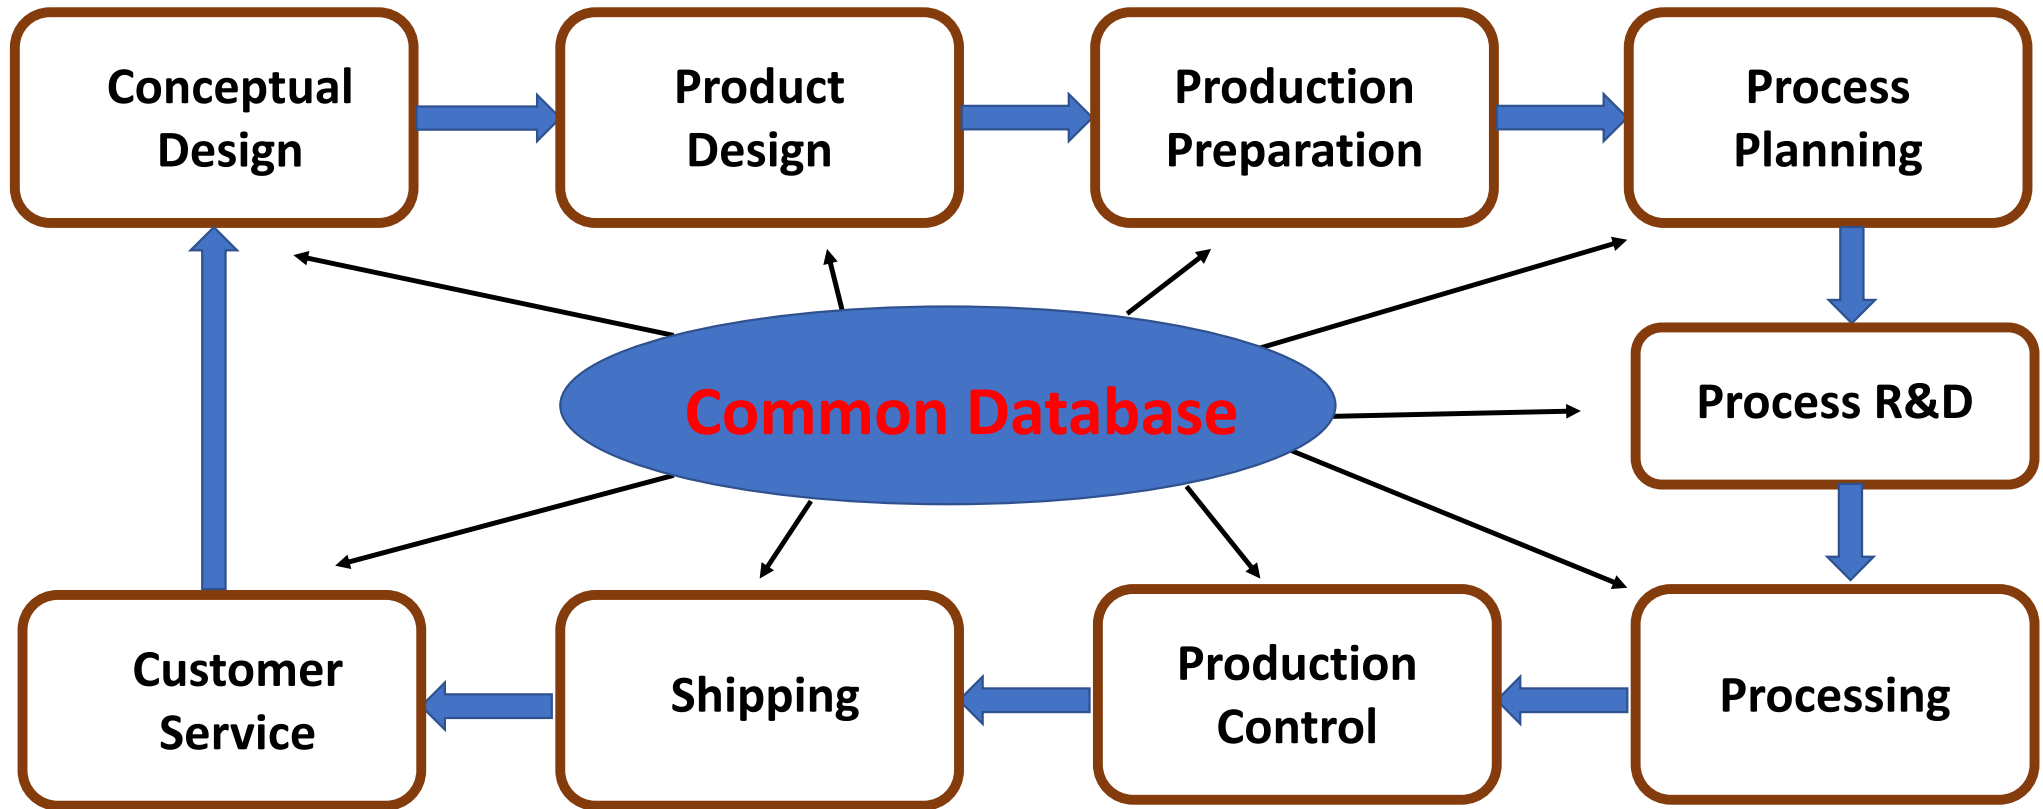 Conceptual
Design
Product
Design
Production
Preparation
Process
Planning
Common Database
Process R&D
Customer
Service
Shipping
Production
Control
Processing